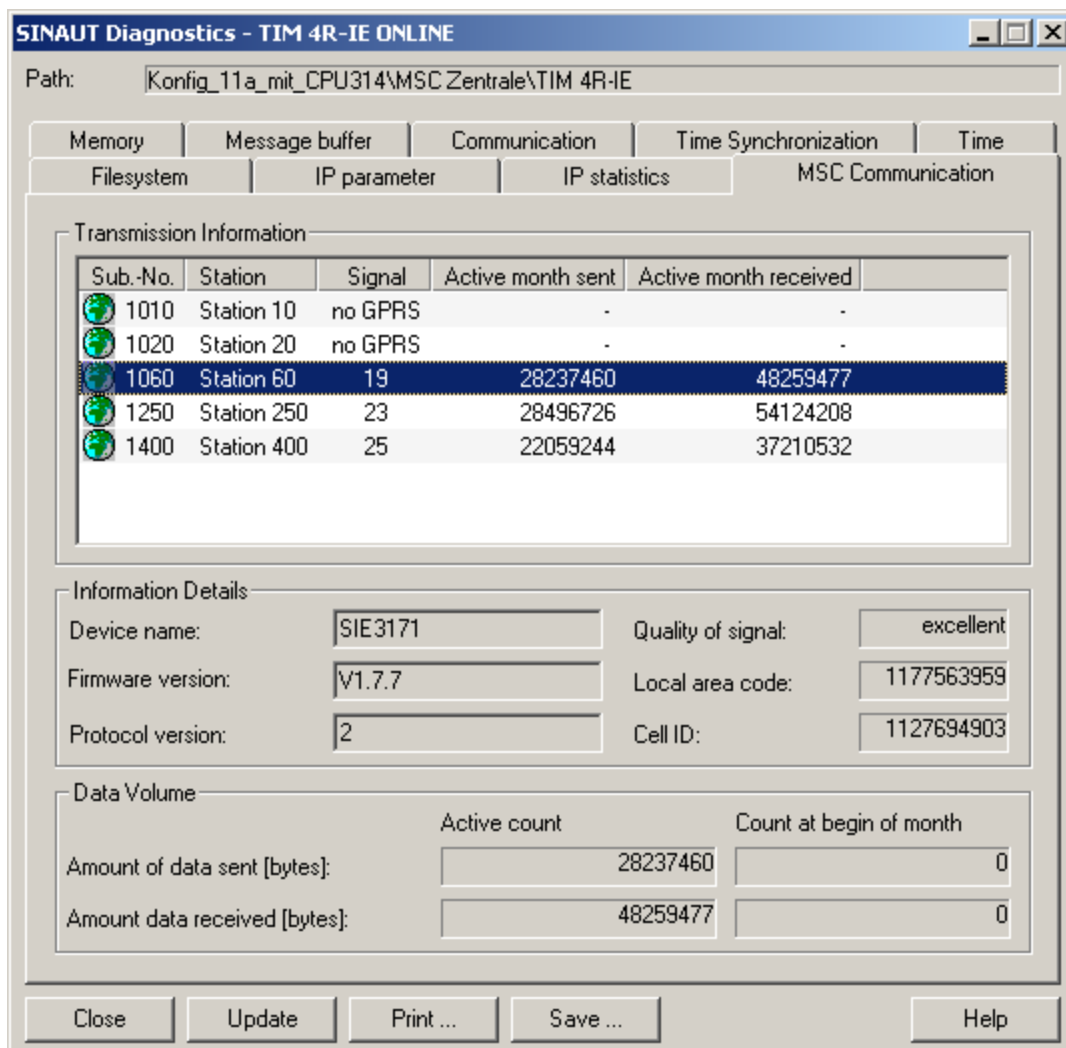 SINAUT Diagnostics - TIM 4R-IE ONLINE
Path: Konfig_11a_mit_CPU314\MSC Zentrale\TIM 4R-IE
Memory Message buffer Communication Time Synchronization Time
Filesystem IP parameter IP statistics MSC Communication
Transmission Information
Sub.-No. Station Signal Active month sent Active month received
1010 Station 10 no GPRS - -
1020 Station 20 no GPRS - -
1060 Station 60 19 28237460 48259477
1250 Station 250 23 28496726 54124208
1400 Station 400 25 22059244 37210532
Information Details
Device name: SIE3171 Quality of signal: excellent
Firmware version: V1.7.7 Local area code: 1177563959
Protocol version: 2 Cell ID: 1127694903
Data Volume
Active count Count at begin of month
Amount of data sent [bytes]: 28237460 0
Amount data received [bytes]: 48259477 0
Close Update Print ... Save ... Help